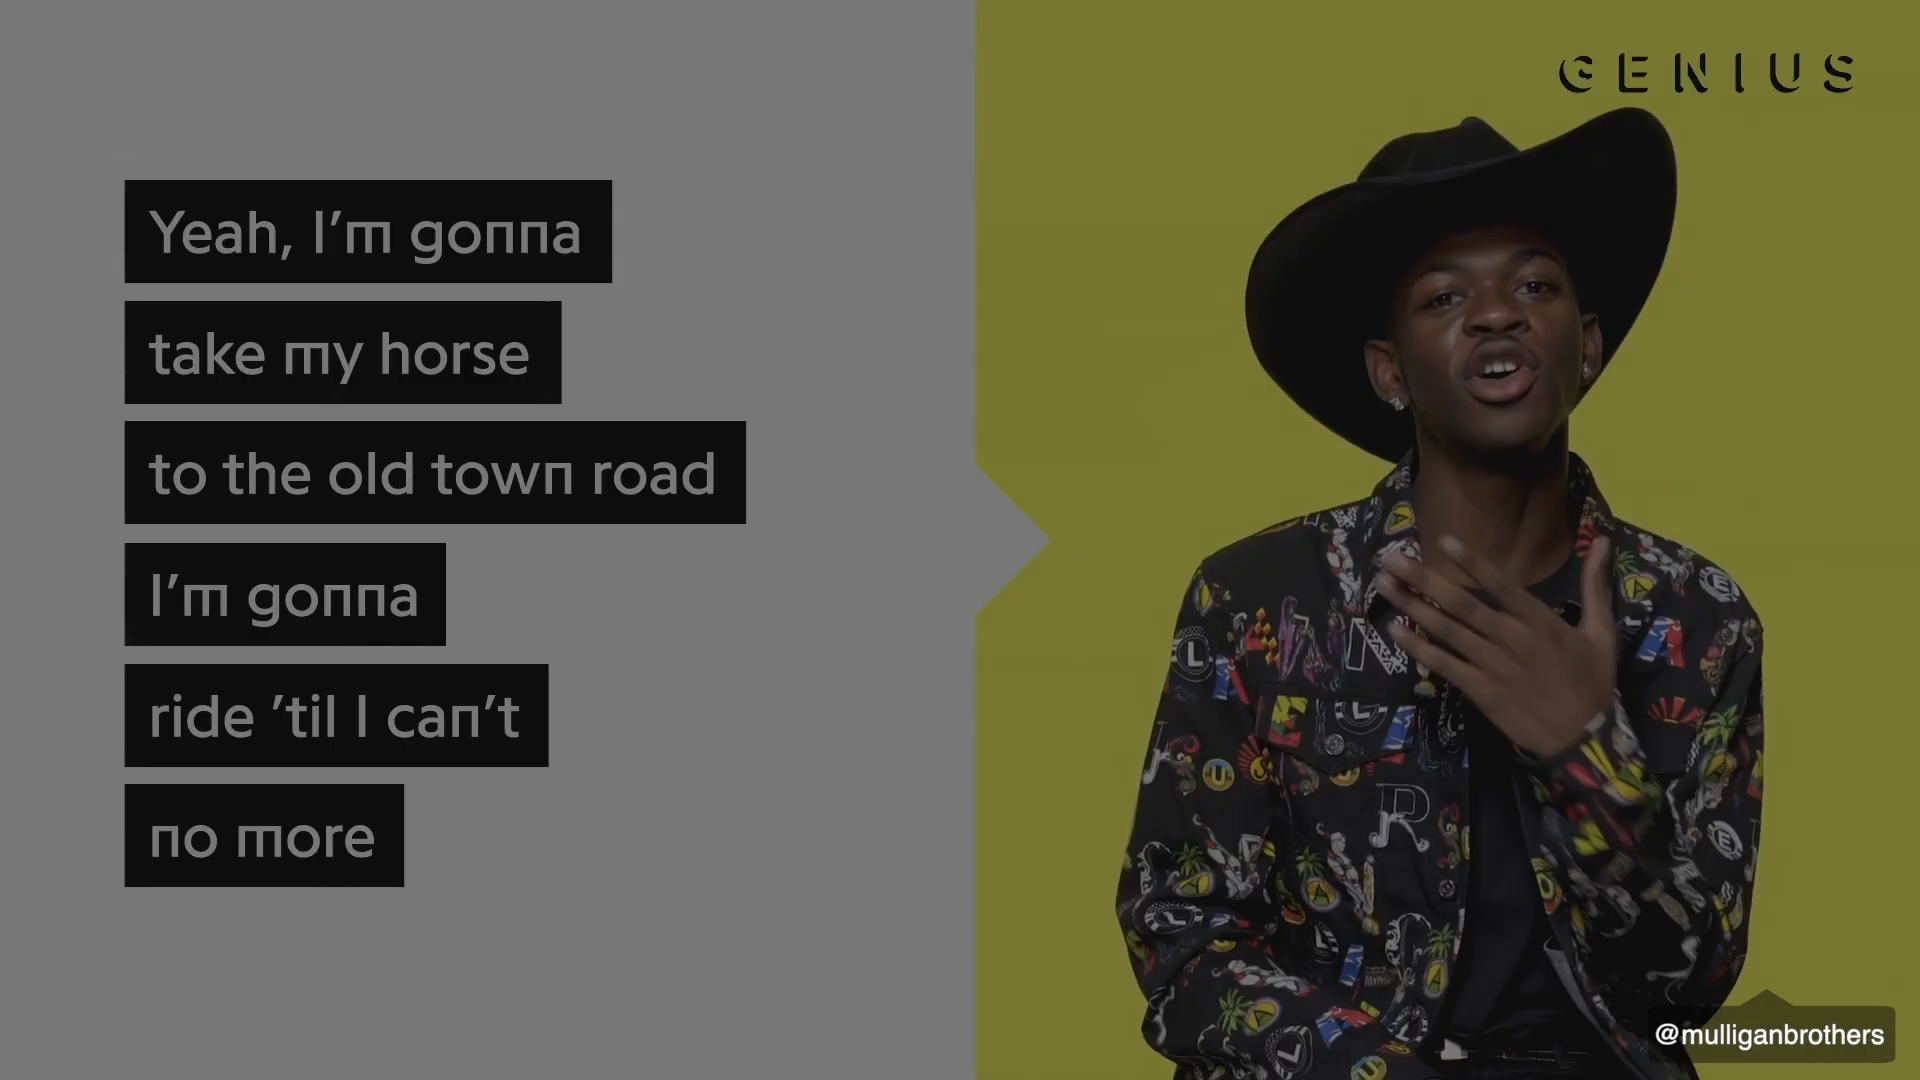 GENIUS
Yeah, I’m gonna
take my horse
to the old town road
I’m gonna
ride ’til I can’t
no more
@mulliganbrothers